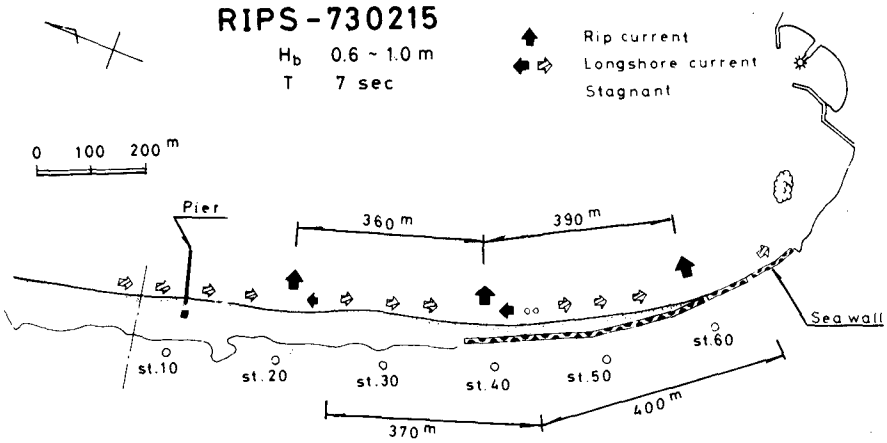 RIPS-730215
Hb 0.6 ~ 1.0 m
T 7 sec
Rip current
Longshore current
Stagnant
0 100 200 m
Pier
360 m
390 m
Sea wall
st.10
st.20
st.30
st.40
st.50
st.60
370 m
400 m